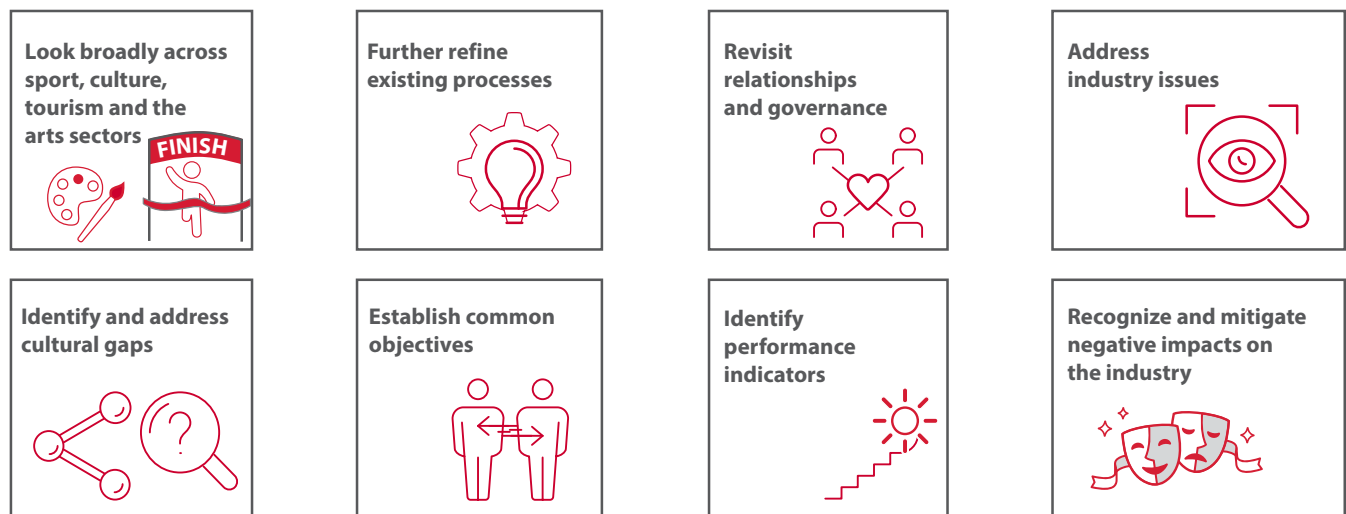 Look broadly across
sport, culture,
tourism and the
arts sectors
FINISH
Further refine
existing processes
Revisit
relationships
and governance
Address
industry issues
Identify and address
cultural gaps
?
Establish common
objectives
Identify
performance
indicators
Recognize and mitigate
negative impacts on
the industry